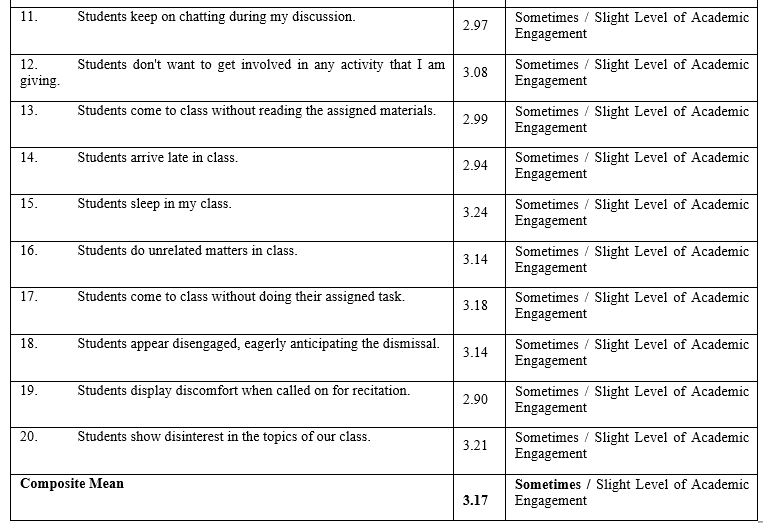 11. Students keep on chatting during my discussion.
2.97
Sometimes / Slight Level of Academic
Engagement
12. Students don't want to get involved in any activity that I am
giving.
3.08
Sometimes / Slight Level of Academic
Engagement
13. Students come to class without reading the assigned materials.
2.99
Sometimes / Slight Level of Academic
Engagement
14. Students arrive late in class.
2.94
Sometimes / Slight Level of Academic
Engagement
15. Students sleep in my class.
3.24
Sometimes / Slight Level of Academic
Engagement
16. Students do unrelated matters in class.
3.14
Sometimes / Slight Level of Academic
Engagement
17. Students come to class without doing their assigned task.
3.18
Sometimes / Slight Level of Academic
Engagement
18. Students appear disengaged, eagerly anticipating the dismissal.
3.14
Sometimes / Slight Level of Academic
Engagement
19. Students display discomfort when called on for recitation.
2.90
Sometimes / Slight Level of Academic
Engagement
20. Students show disinterest in the topics of our class.
3.21
Sometimes / Slight Level of Academic
Engagement
Composite Mean
3.17
Sometimes / Slight Level of Academic
Engagement